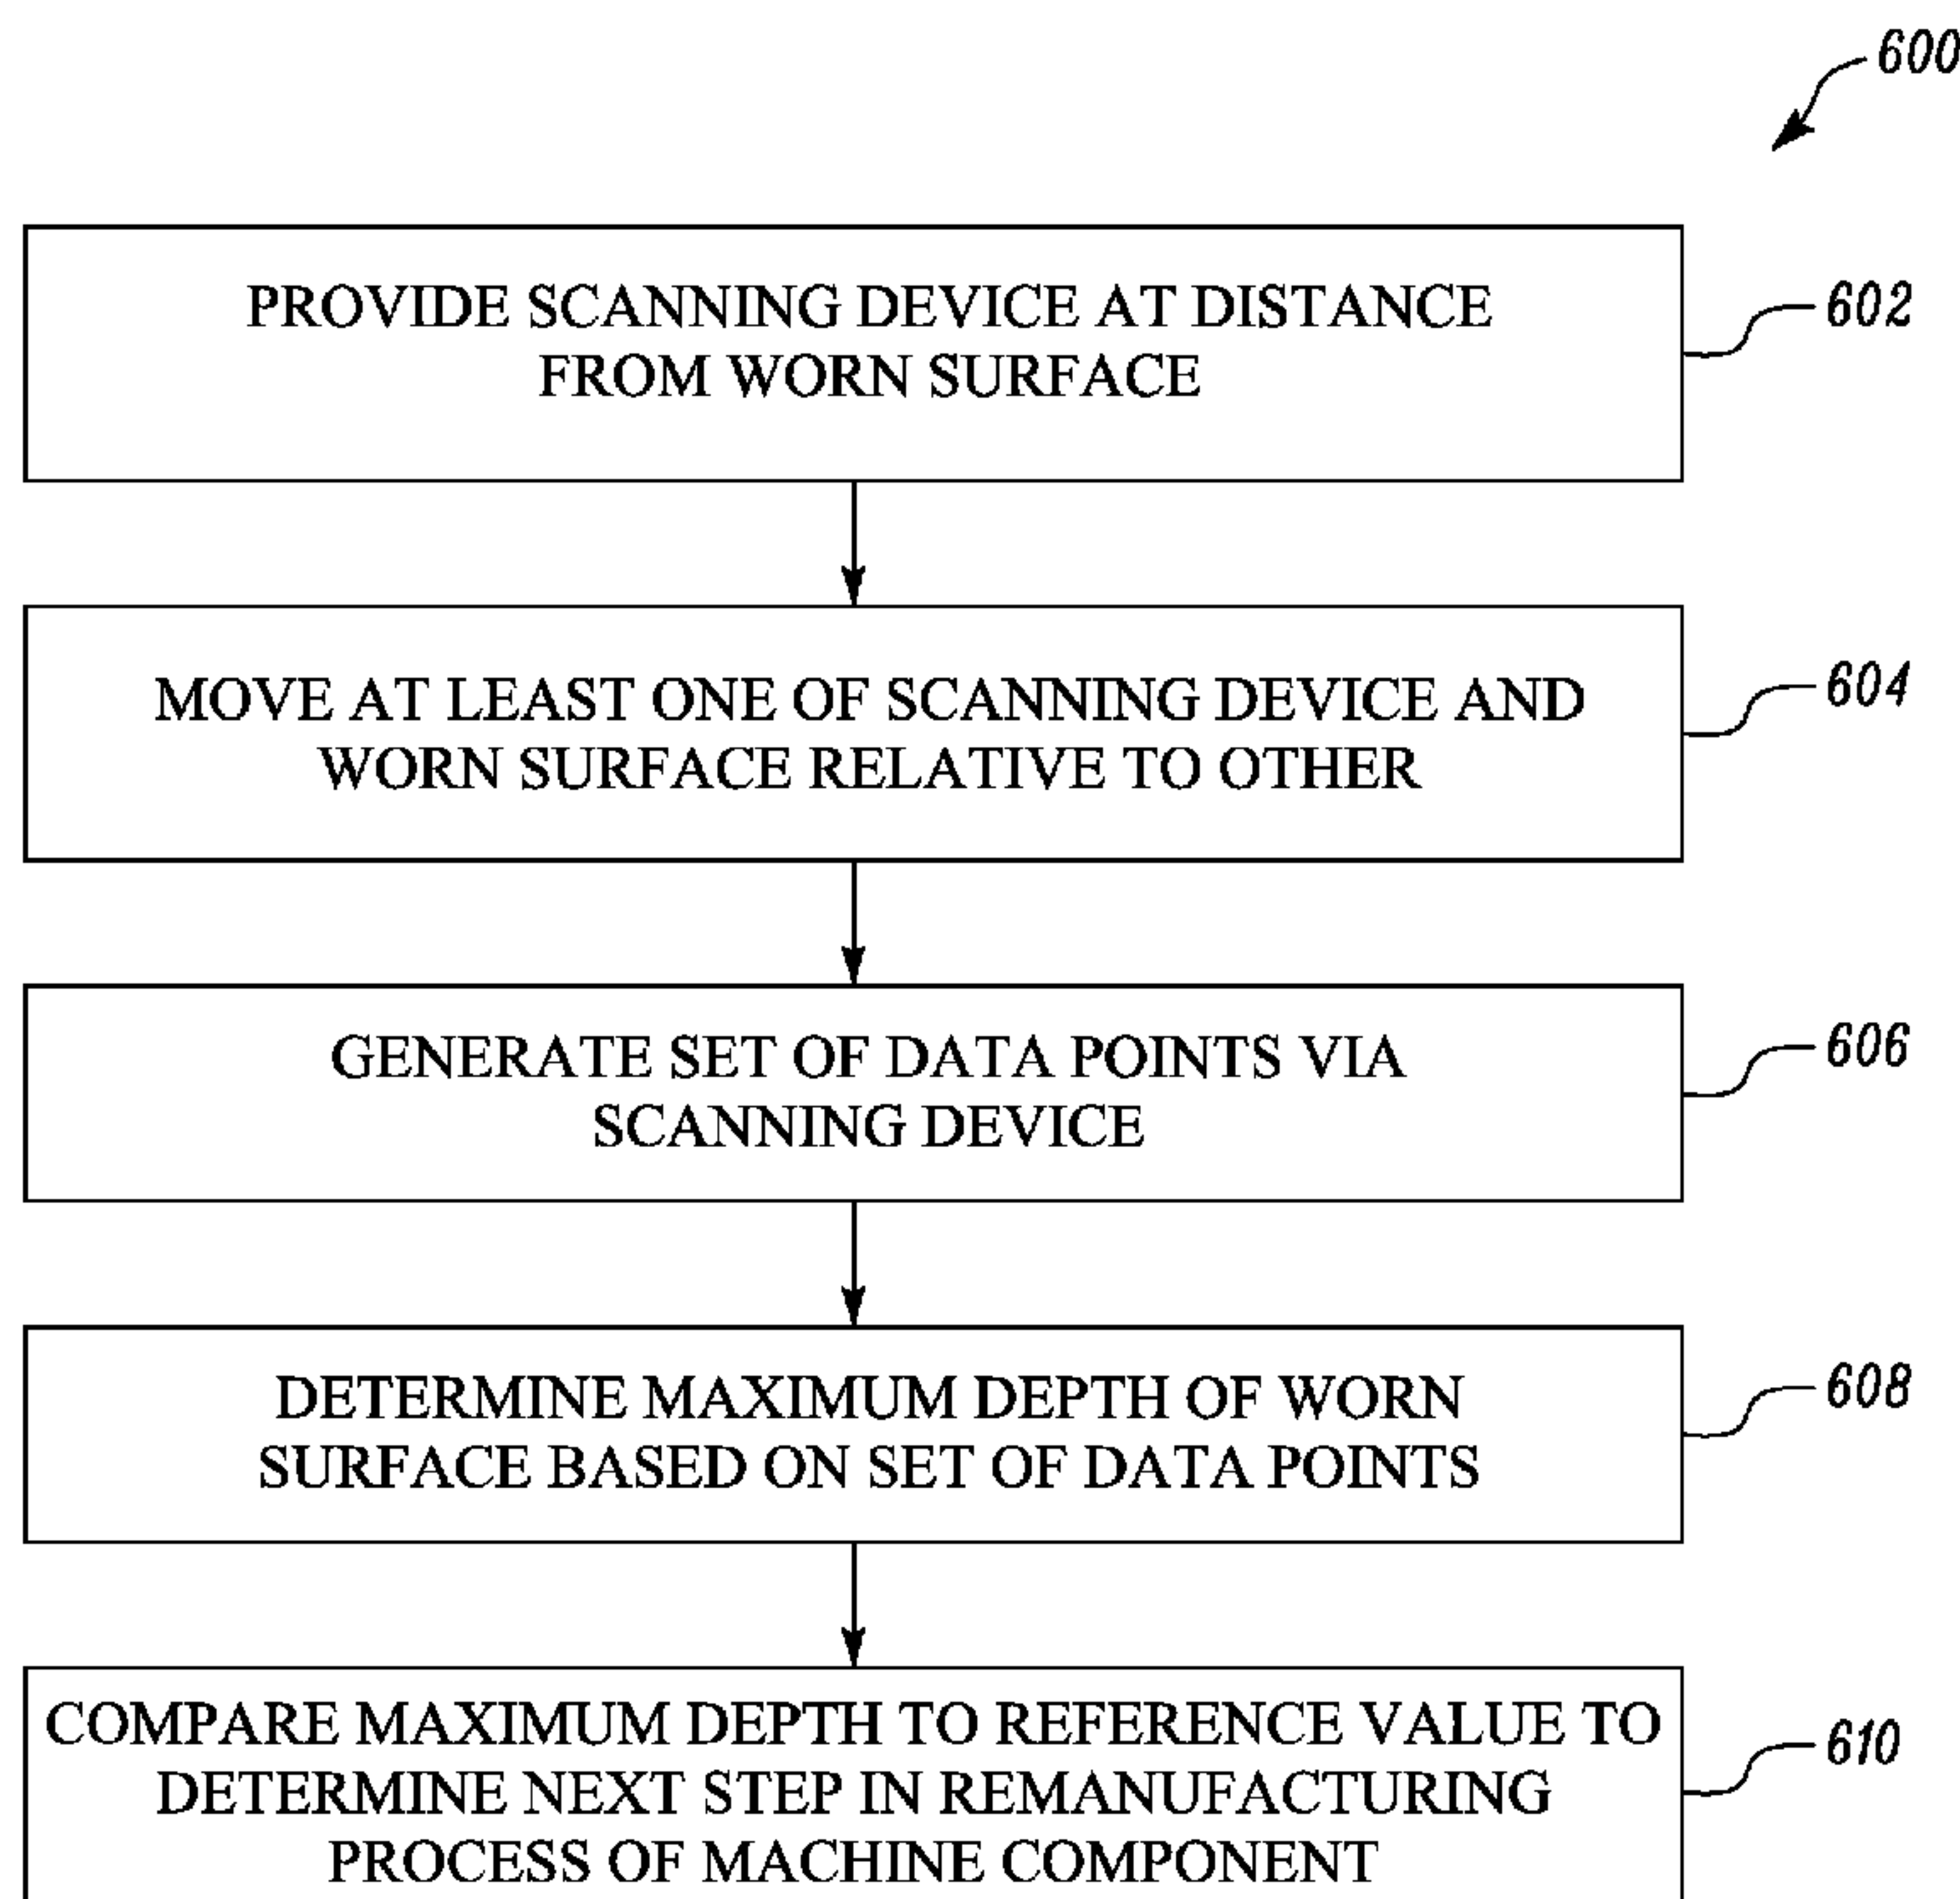 600
PROVIDE SCANNING DEVICE AT DISTANCE
FROM WORN SURFACE
602
MOVE AT LEAST ONE OF SCANNING DEVICE AND
WORN SURFACE RELATIVE TO OTHER
604
GENERATE SET OF DATA POINTS VIA
SCANNING DEVICE
606
DETERMINE MAXIMUM DEPTH OF WORN
SURFACE BASED ON SET OF DATA POINTS
608
COMPARE MAXIMUM DEPTH TO REFERENCE VALUE TO
DETERMINE NEXT STEP IN REMANUFACTURING
PROCESS OF MACHINE COMPONENT
610